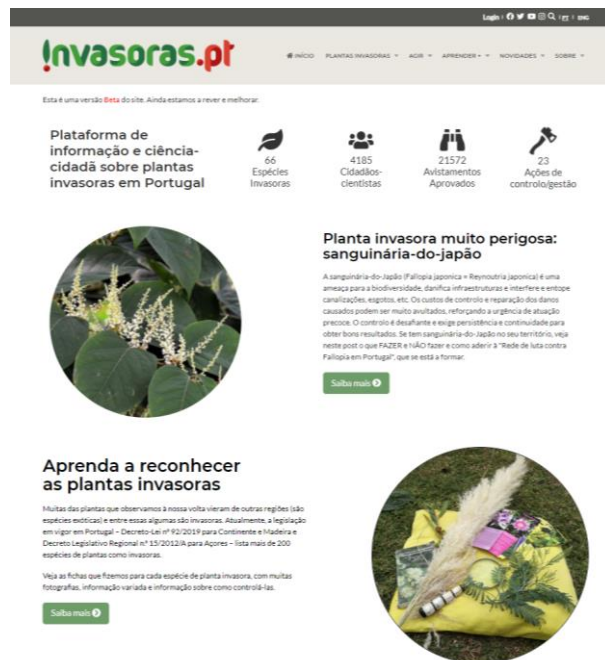 Login | PT | ENG
invasoras.pt
INÍCIO PLANTAS INVASORAS AGIR APRENDER+ NOVIDADES SOBRE
Esta é uma versão Beta do site. Ainda estamos a rever e melhorar.
Plataforma de
informação e ciência-
cidadã sobre plantas
invasoras em Portugal
66
Espécies
Invasoras
4185
Cidadãos-
cientistas
21572
Avistamentos
Aprovados
23
Ações de
controlo/gestão
Planta invasora muito perigosa:
sanguinária-do-japão
A sanguinária-do-Japão (Fallopia japonica = Reynoutria japonica) é uma
ameaça para a biodiversidade, danifica infraestruturas e interfere e entope
canalizações, esgotos, etc. Os custos de controlo e reparação dos danos
causados podem ser muito avultados, reforçando a urgência de atuação
precoce. O controlo é desafiante e exige persistência e continuidade para
obter bons resultados. Se tem sanguinária-do-Japão no seu território, veja
neste post o que FAZER e NÃO fazer e como aderir à "Rede de luta contra
Fallopia em Portugal", que se está a formar.
Saiba mais
Aprenda a reconhecer
as plantas invasoras
Muitas das plantas que observamos à nossa volta vieram de outras regiões (são
espécies exóticas) e entre essas algumas são invasoras. Atualmente, a legislação
em vigor em Portugal – Decreto-Lei nº 92/2019 para Continente e Madeira e
Decreto Legislativo Regional nº 15/2012/A para Açores – lista mais de 200
espécies de plantas como invasoras.
Veja as fichas que fizemos para cada espécie de planta invasora, com muitas
fotografias, informação variada e informação sobre como controlá-las.
Saiba mais